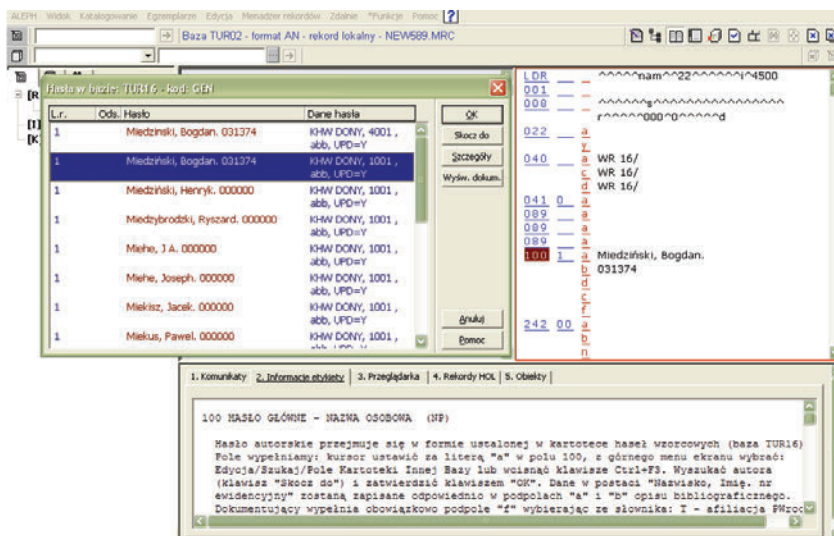 ALEPH Widok Katalogowanie Egzemplarze Edycja Menadżer rekordów Zdalnie *Funkcje Pomoc ?
Baza TUR02 - format AN - rekord lokalny - NEW589.MRC
Hasła w bazie: TUR16 - kod: GEN
L.r. Ods. Hasło Dane hasła
1 Miedzinski, Bogdan. 031374 KHW DONY, 4001 ,
abb, UPD=Y
1 Miedziński, Bogdan. 031374 KHW DONY, 1001 ,
abb, UPD=Y
1 Miedziński, Henryk. 000000 KHW DONY, 1001 ,
abb, UPD=Y
1 Miedzybrodzki, Ryszard. 000000 KHW DONY, 1001 ,
abb, UPD=Y
1 Miehe, J A. 000000 KHW DONY, 1001 ,
abb, UPD=Y
1 Miehe, Joseph. 000000 KHW DONY, 1001 ,
abb, UPD=Y
1 Miekisz, Jacek. 000000 KHW DONY, 1001 ,
abb, UPD=Y
1 Miekus, Pawel. 000000 KHW DONY, 1001 ,
OK
Skocz do
Szczegóły
Wyśw. dokum.
Anuluj
Pomoc
[R
[1]
[K
LDR ^^^^^nam^^22^^^^^^i^4500
001
008 ^^^^^^s^^^^^^^^^^^^^^^^^
r^^^^^000^0^^^^^d
022 a
y
040 a WR 16/
c WR 16/
d WR 16/
041 0 a
089 a
089 a
089 a
100 1 a Miedziński, Bogdan.
b 031374
d
c
f
242 00 a
b
n
1. Komunikaty 2. Informacje etykiety 3. Przeglądarka 4. Rekordy HOL 5. Obiekty
100 HASŁO GŁÓWNE - NAZWA OSOBOWA (NP)
Hasło autorskie przejmuje się w formie ustalonej w kartotece haseł wzorcowych (baza TUR16)
Pole wypełniamy: kursor ustawić za literą "a" w polu 100, z górnego menu ekranu wybrać:
Edycja/Szukaj/Pole Kartoteki Innej Bazy lub wcisnąć klawisze Ctrl+F3. Wyszukać autora
(klawisz "Skocz do") i zatwierdzić klawiszem "OK". Dane w postaci "Nazwisko, Imię. nr
ewidencyjny" zostaną zapisane odpowiednio w podpolach "a" i "b" opisu bibliograficznego.
Dokumentujący wypełnia obowiązkowo podpole "f" wybierając ze słownika: T - afiliacja PWroc